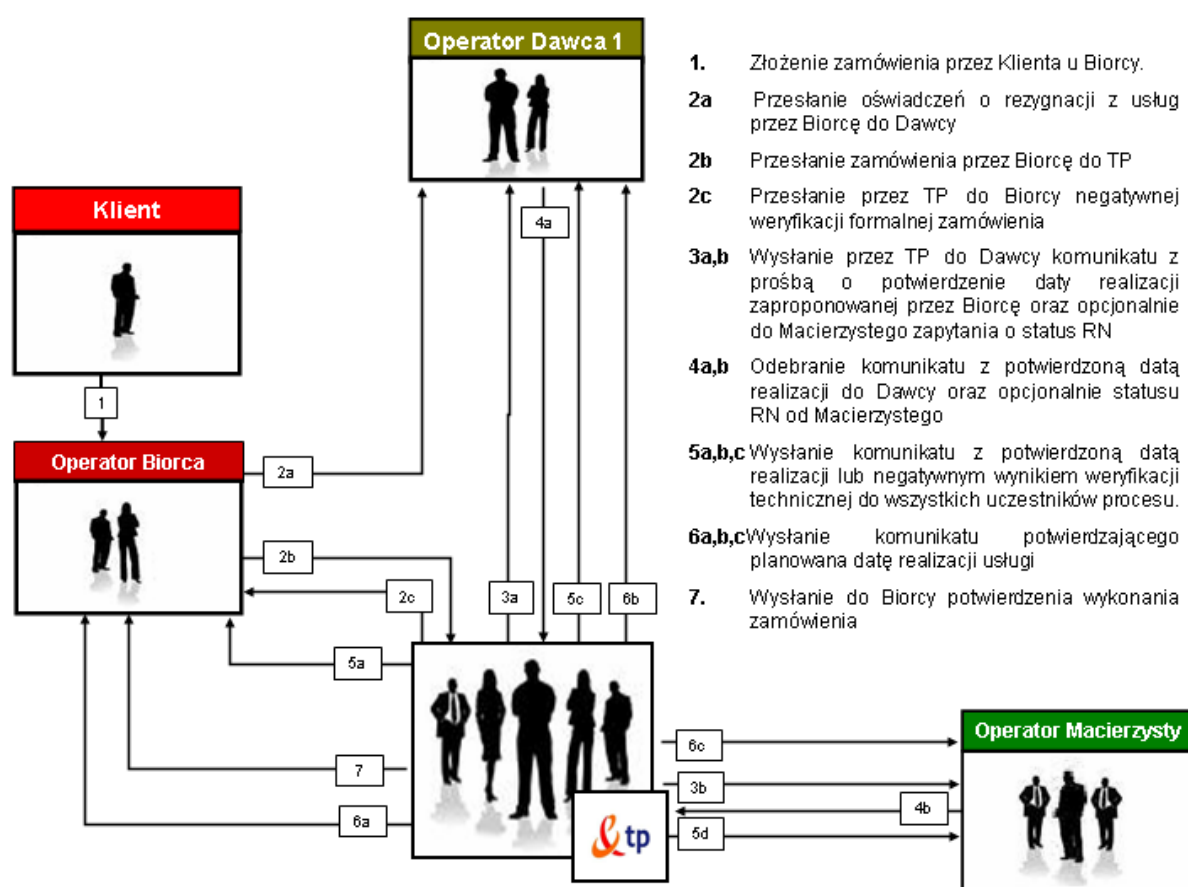 Operator Dawca 1
Klient
Operator Biorca
Operator Macierzysty
1
2a
2b
2c
3a
4a
5c
6b
5a
7
6a
6c
3b
4b
5d
tp
1. Złożenie zamówienia przez Klienta u Biorcy.
2a Przesłanie oświadczeń o rezygnacji z usług
przez Biorcę do Dawcy
2b Przesłanie zamówienia przez Biorcę do TP
2c Przesłanie przez TP do Biorcy negatywnej
weryfikacji formalnej zamówienia
3a,b Wysłanie przez TP do Dawcy komunikatu z
prośbą o potwierdzenie daty realizacji
zaproponowanej przez Biorcę oraz opcjonalnie
do Macierzystego zapytania o status RN
4a,b Odebranie komunikatu z potwierdzoną datą
realizacji do Dawcy oraz opcjonalnie statusu
RN od Macierzystego
5a,b,c Wysłanie komunikatu z potwierdzoną datą
realizacji lub negatywnym wynikiem weryfikacji
technicznej do wszystkich uczestników procesu.
6a,b,c Wysłanie komunikatu potwierdzającego
planowana datę realizacji usługi
7. Wysłanie do Biorcy potwierdzenia wykonania
zamówienia